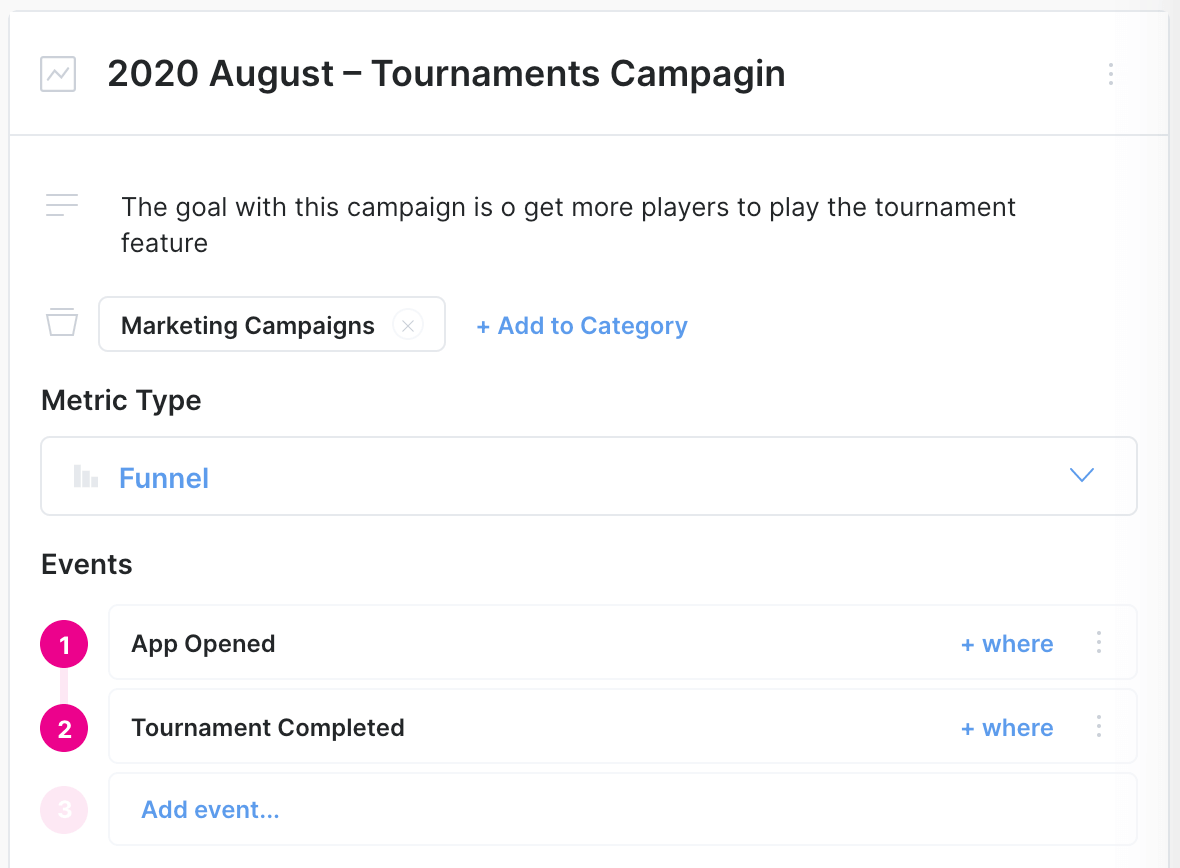 2020 August – Tournaments Campagin
The goal with this campaign is o get more players to play the tournament
feature
Marketing Campaigns
+ Add to Category
Metric Type
Funnel
Events
1 App Opened + where
2 Tournament Completed + where
3 Add event...